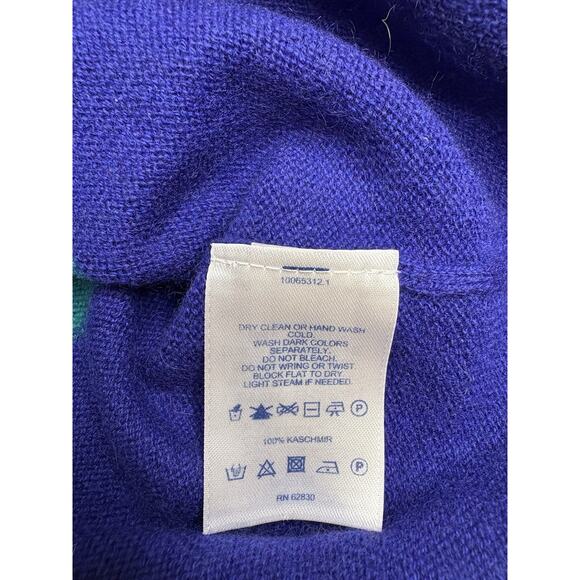 10065312.1
DRY CLEAN OR HAND WASH
COLD.
WASH DARK COLORS
SEPARATELY.
DO NOT BLEACH.
DO NOT WRING OR TWIST.
BLOCK FLAT TO DRY
LIGHT STEAM IF NEEDED.
P
100% KASCHMIR
P
RN 62830